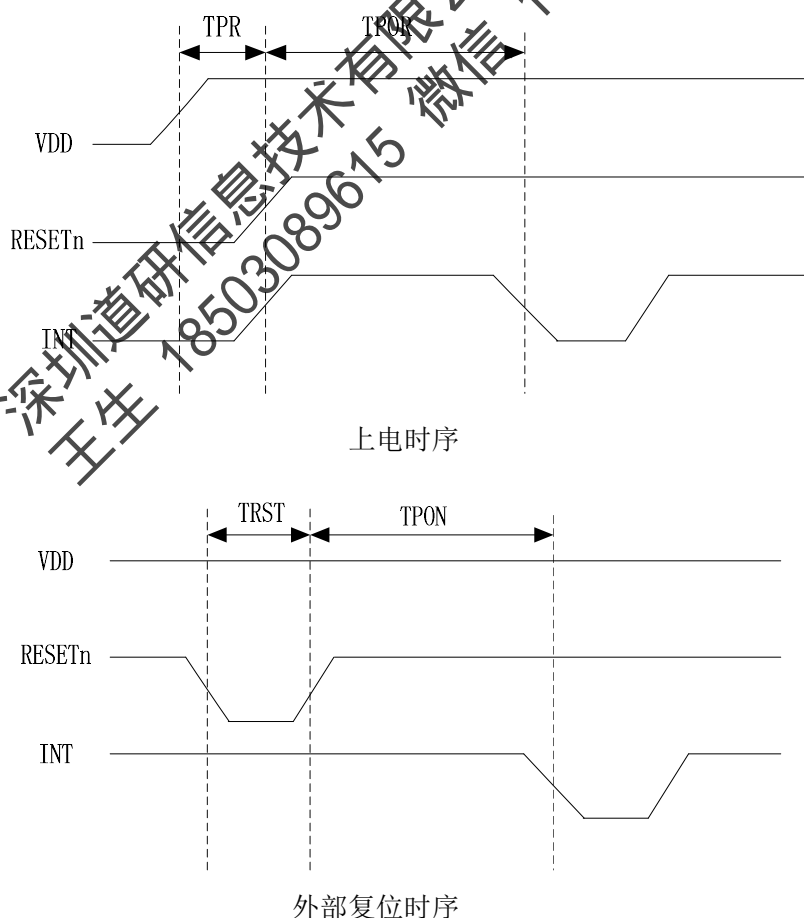 TPR
TPOR
VDD
RESETn
INT
深圳道研信息技术有限
王生 18503089615 微信
上电时序
TRST
TPON
VDD
RESETn
INT
外部复位时序